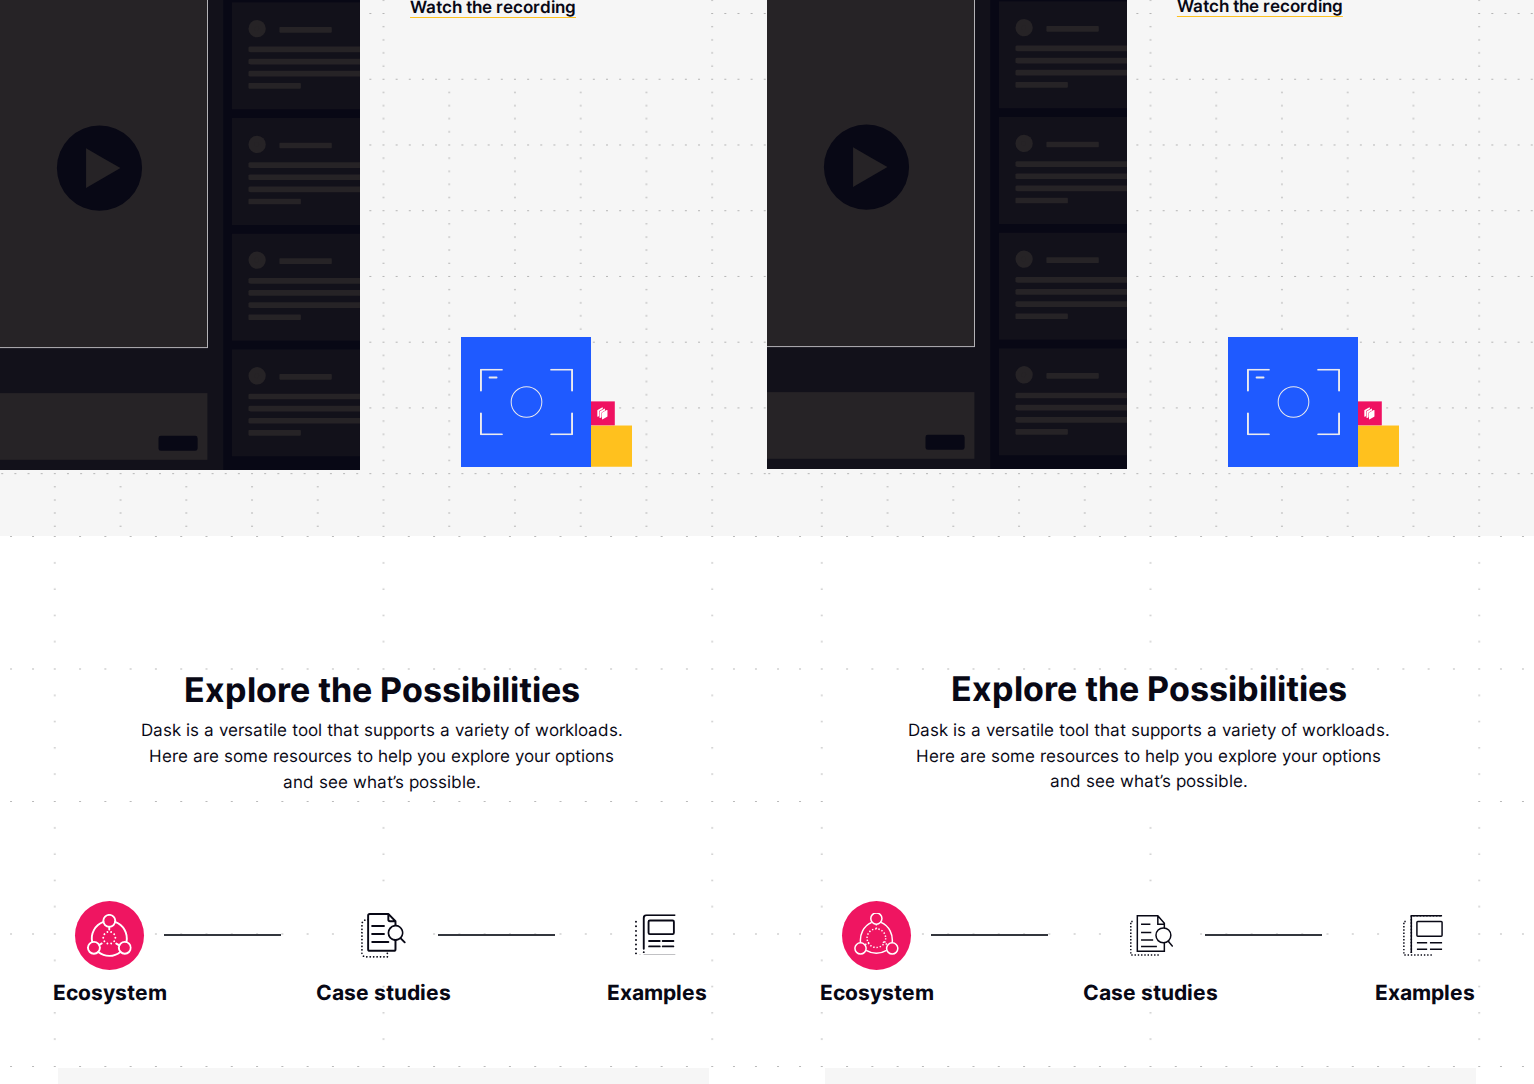 Watch the recording
Explore the Possibilities
Dask is a versatile tool that supports a variety of workloads.
Here are some resources to help you explore your options
and see what’s possible.
Ecosystem
Case studies
Examples
Watch the recording
Explore the Possibilities
Dask is a versatile tool that supports a variety of workloads.
Here are some resources to help you explore your options
and see what’s possible.
Ecosystem
Case studies
Examples